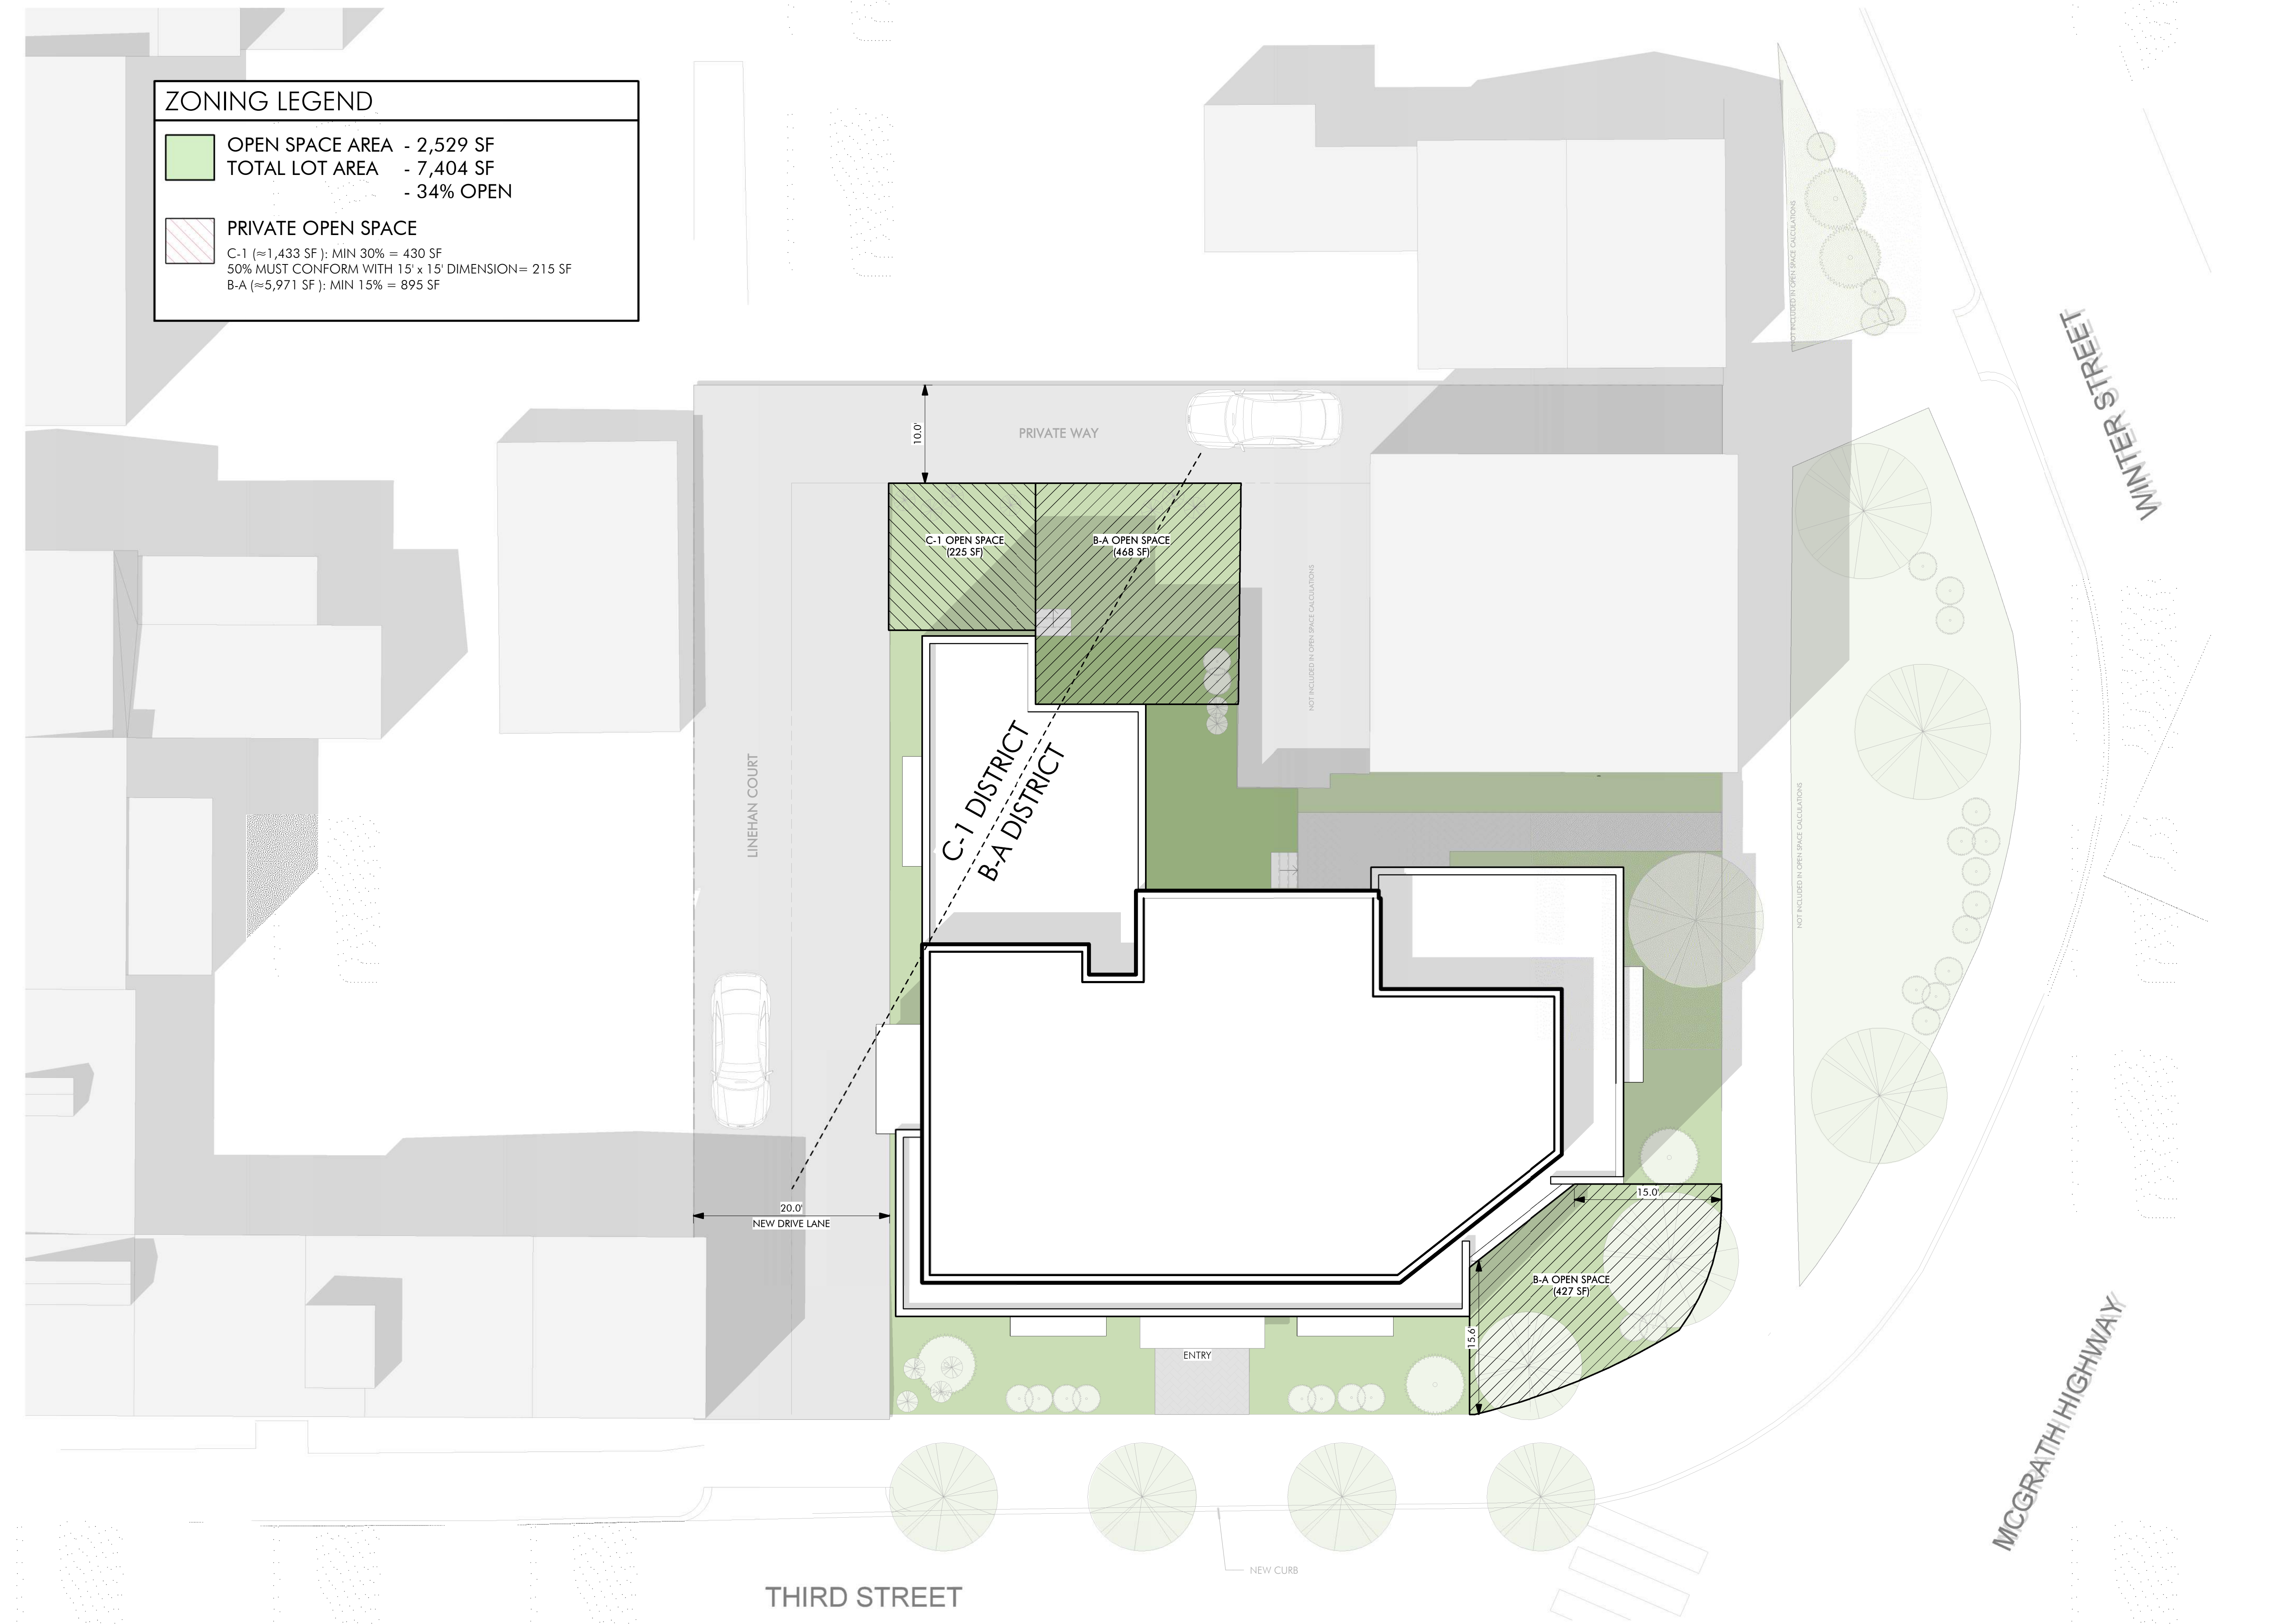 ZONING LEGEND
OPEN SPACE AREA - 2,529 SF
TOTAL LOT AREA - 7,404 SF
- 34% OPEN
PRIVATE OPEN SPACE
C-1 (≈1,433 SF ): MIN 30% = 430 SF
50% MUST CONFORM WITH 15' x 15' DIMENSION= 215 SF
B-A (≈5,971 SF ): MIN 15% = 895 SF
NOT INCLUDED IN OPEN SPACE CALCULATIONS
WINTER STREET
10.0'
PRIVATE WAY
C-1 OPEN SPACE
(225 SF)
B-A OPEN SPACE
(468 SF)
NOT INCLUDED IN OPEN SPACE CALCULATIONS
LINEHAN COURT
C-1 DISTRICT
B-A DISTRICT
NOT INCLUDED IN OPEN SPACE CALCULATIONS
20.0'
NEW DRIVE LANE
15.0'
B-A OPEN SPACE
(427 SF)
15.6'
ENTRY
MCGRATH HIGHWAY
NEW CURB
THIRD STREET